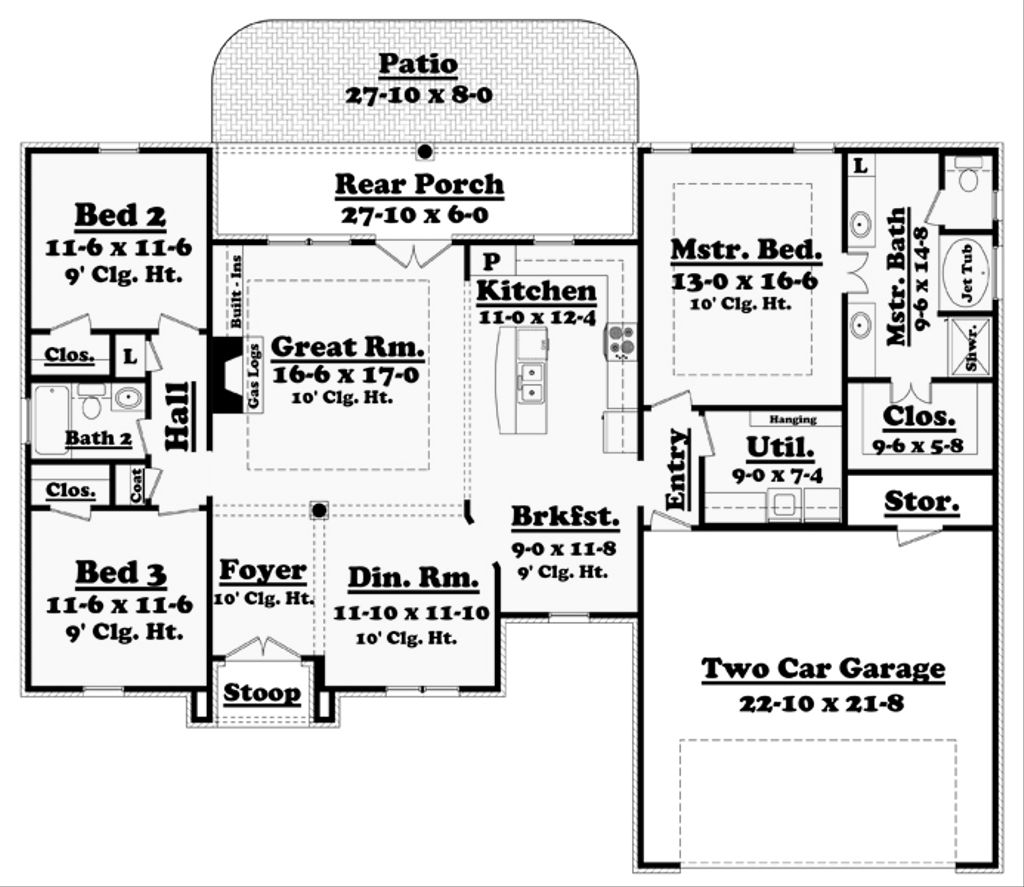 Patio
27-10 x 8-0
Rear Porch
27-10 x 6-0
Bed 2
11-6 x 11-6
9' Clg. Ht.
Built - Ins
P
Kitchen
11-0 x 12-4
Mstr. Bed.
13-0 x 16-6
10' Clg. Ht.
L
Mstr. Bath
9-6 x 14-8
Jet Tub
Shwr.
Clos.
L
Great Rm.
16-6 x 17-0
10' Clg. Ht.
Gas Logs
Hall
Bath 2
Clos.
Coat
Entry
Hanging
Util.
9-0 x 7-4
Clos.
9-6 x 5-8
Stor.
Brkfst.
9-0 x 11-8
9' Clg. Ht.
Bed 3
11-6 x 11-6
9' Clg. Ht.
Foyer
10' Clg. Ht.
Din. Rm.
11-10 x 11-10
10' Clg. Ht.
Stoop
Two Car Garage
22-10 x 21-8